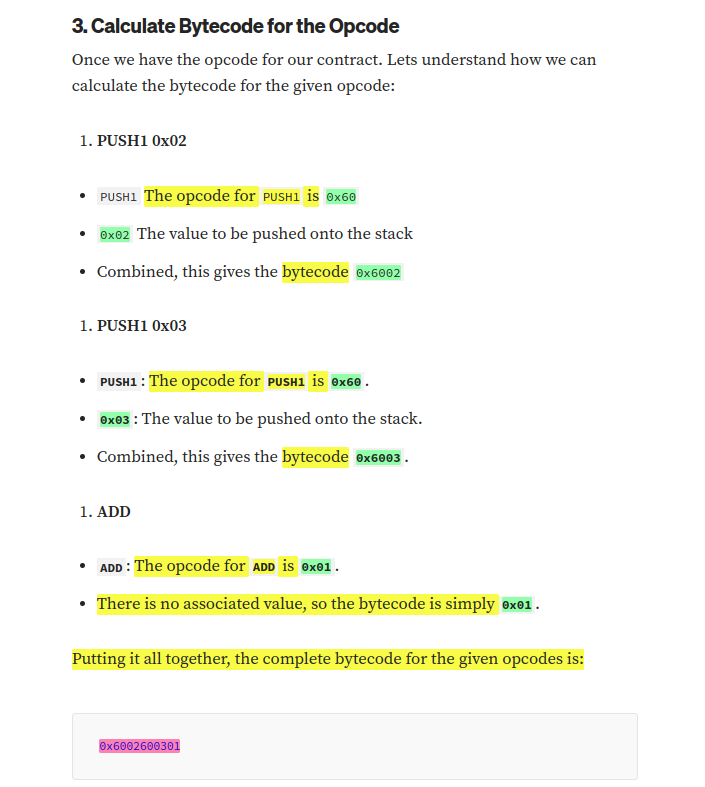 3. Calculate Bytecode for the Opcode
Once we have the opcode for our contract. Lets understand how we can
calculate the bytecode for the given opcode:
1. PUSH1 0x02
• PUSH1 The opcode for PUSH1 is 0x60
• 0x02 The value to be pushed onto the stack
• Combined, this gives the bytecode 0x6002
1. PUSH1 0x03
• PUSH1 : The opcode for PUSH1 is 0x60 .
• 0x03 : The value to be pushed onto the stack.
• Combined, this gives the bytecode 0x6003 .
1. ADD
• ADD : The opcode for ADD is 0x01 .
• There is no associated value, so the bytecode is simply 0x01 .
Putting it all together, the complete bytecode for the given opcodes is:
0x6002600301